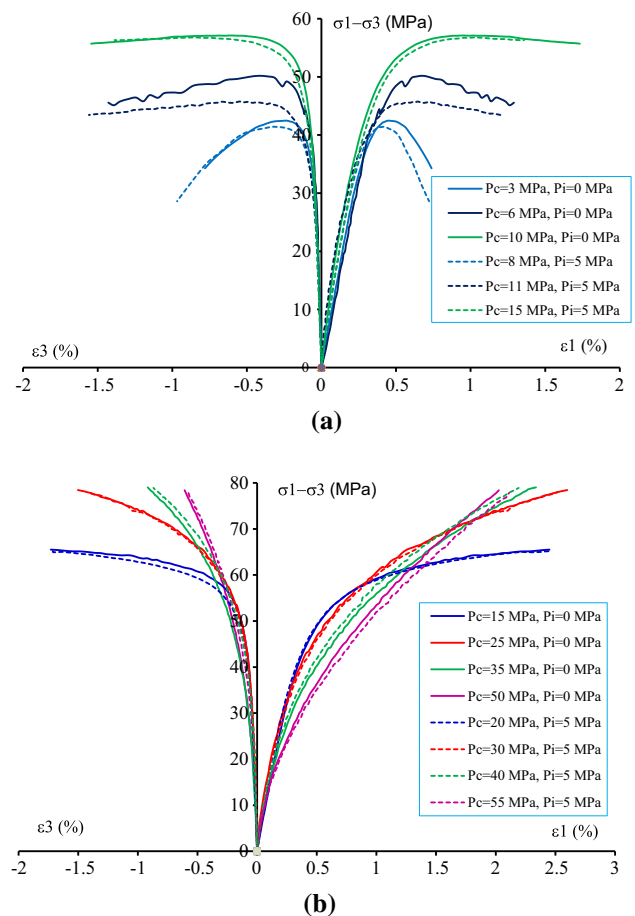 σ1–σ3 (MPa)
60
50
40
30
20
10
0
Pc=3 MPa, Pi=0 MPa
Pc=6 MPa, Pi=0 MPa
Pc=10 MPa, Pi=0 MPa
Pc=8 MPa, Pi=5 MPa
Pc=11 MPa, Pi=5 MPa
Pc=15 MPa, Pi=5 MPa
ε3 (%)
ε1 (%)
-2 -1.5 -1 -0.5 0 0.5 1 1.5 2
(a)
σ1–σ3 (MPa)
80
70
60
50
40
30
20
10
0
Pc=15 MPa, Pi=0 MPa
Pc=25 MPa, Pi=0 MPa
Pc=35 MPa, Pi=0 MPa
Pc=50 MPa, Pi=0 MPa
Pc=20 MPa, Pi=5 MPa
Pc=30 MPa, Pi=5 MPa
Pc=40 MPa, Pi=5 MPa
Pc=55 MPa, Pi=5 MPa
ε3 (%)
ε1 (%)
-2 -1.5 -1 -0.5 0 0.5 1 1.5 2 2.5 3
(b)